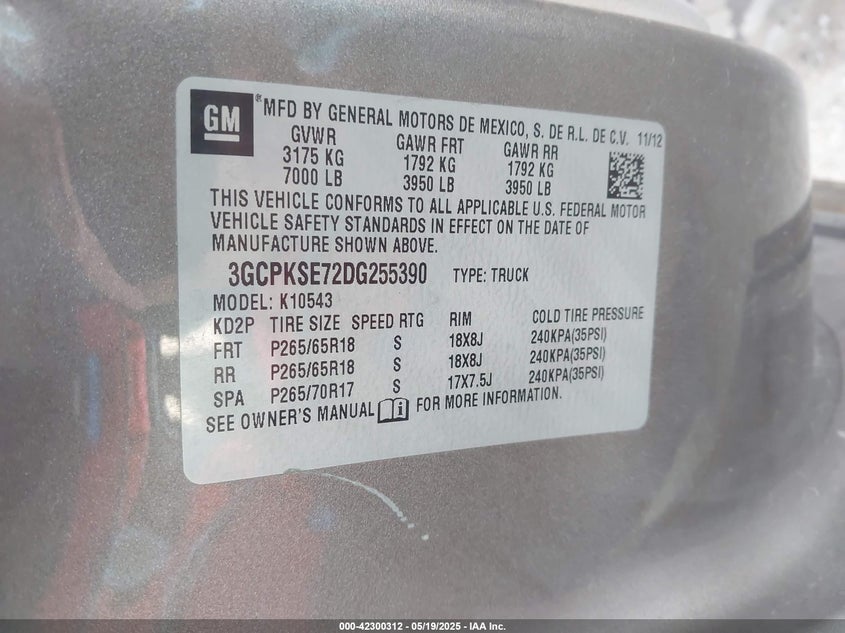 GM
® MFD BY GENERAL MOTORS DE MEXICO, S. DE R.L. DE C.V. 11/12
GVWR GAWR FRT GAWR RR
3175 KG 1792 KG 1792 KG
7000 LB 3950 LB 3950 LB
THIS VEHICLE CONFORMS TO ALL APPLICABLE U.S. FEDERAL MOTOR
VEHICLE SAFETY STANDARDS IN EFFECT ON THE DATE OF
MANUFACTURE SHOWN ABOVE.
3GCPKSE72DG255390 TYPE: TRUCK
MODEL: K10543
KD2P TIRE SIZE SPEED RTG RIM COLD TIRE PRESSURE
FRT P265/65R18 S 18X8J 240KPA(35PSI)
RR P265/65R18 S 18X8J 240KPA(35PSI)
SPA P265/70R17 S 17X7.5J 240KPA(35PSI)
SEE OWNER'S MANUAL FOR MORE INFORMATION.
000-42300312 - 05/19/2025 - IAA Inc.